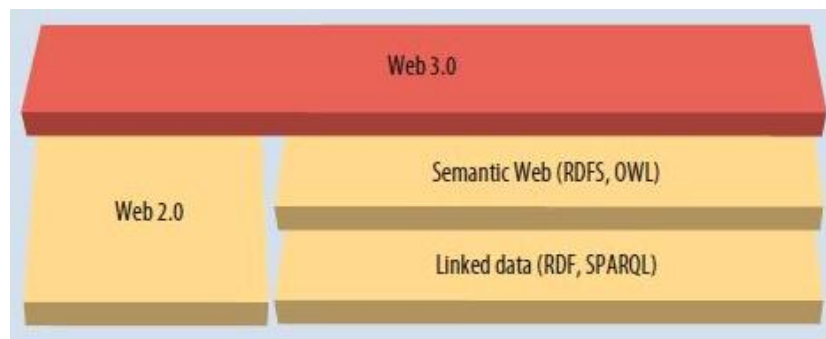 Web 3.0
Semantic Web (RDFS, OWL)
Web 2.0
Linked data (RDF, SPARQL)